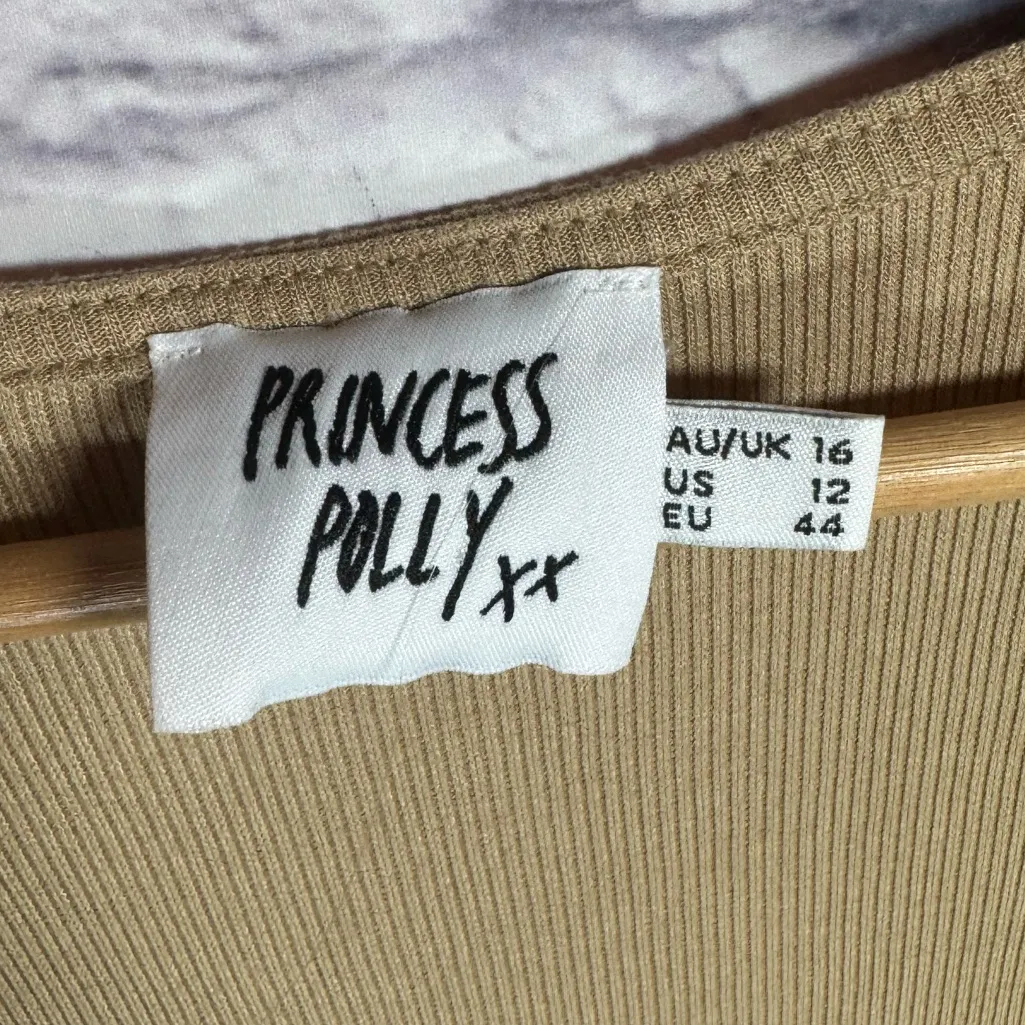 PRINCESS
POLLY xx
AU/UK 16
US 12
EU 44